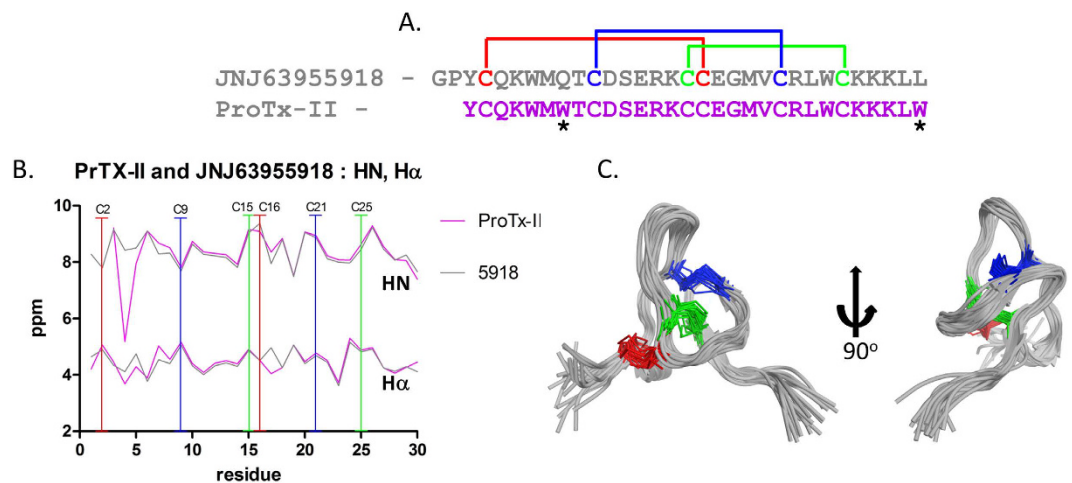 A.
JNJ63955918 - GPYCQKWMQTCDSERKCCEGMVCRLWCKKKLL
ProTx-II - YCQKWMWTCDSERKCCEGMVCRLWCKKKLW
* *
B. PrTX-II and JNJ63955918 : HN, Hα
C2 C9 C15 C16 C21 C25
10
8
6
4
2
ppm
HN
Hα
0 5 10 15 20 25 30
residue
ProTx-II
5918
C.
90°